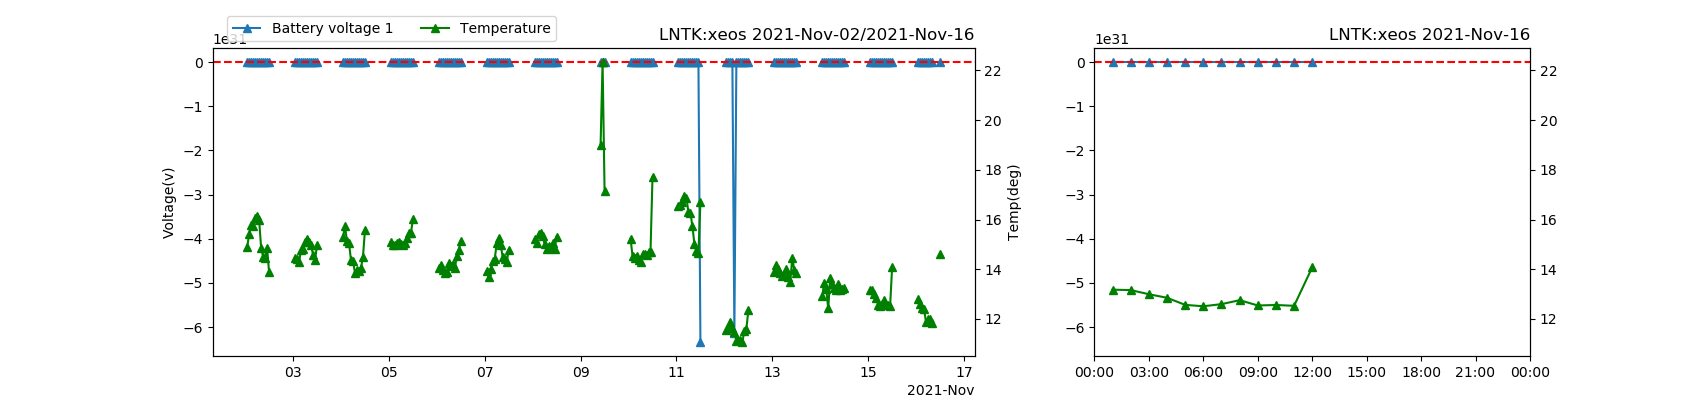 Battery voltage 1 Temperature
LNTK:xeos 2021-Nov-02/2021-Nov-16
LNTK:xeos 2021-Nov-16
1e31
1e31
0
−1
−2
−3
−4
−5
−6
Voltage(v)
22
20
18
16
14
12
Temp(deg)
03 05 07 09 11 13 15 17
2021-Nov
0
−1
−2
−3
−4
−5
−6
22
20
18
16
14
12
00:00 03:00 06:00 09:00 12:00 15:00 18:00 21:00 00:00